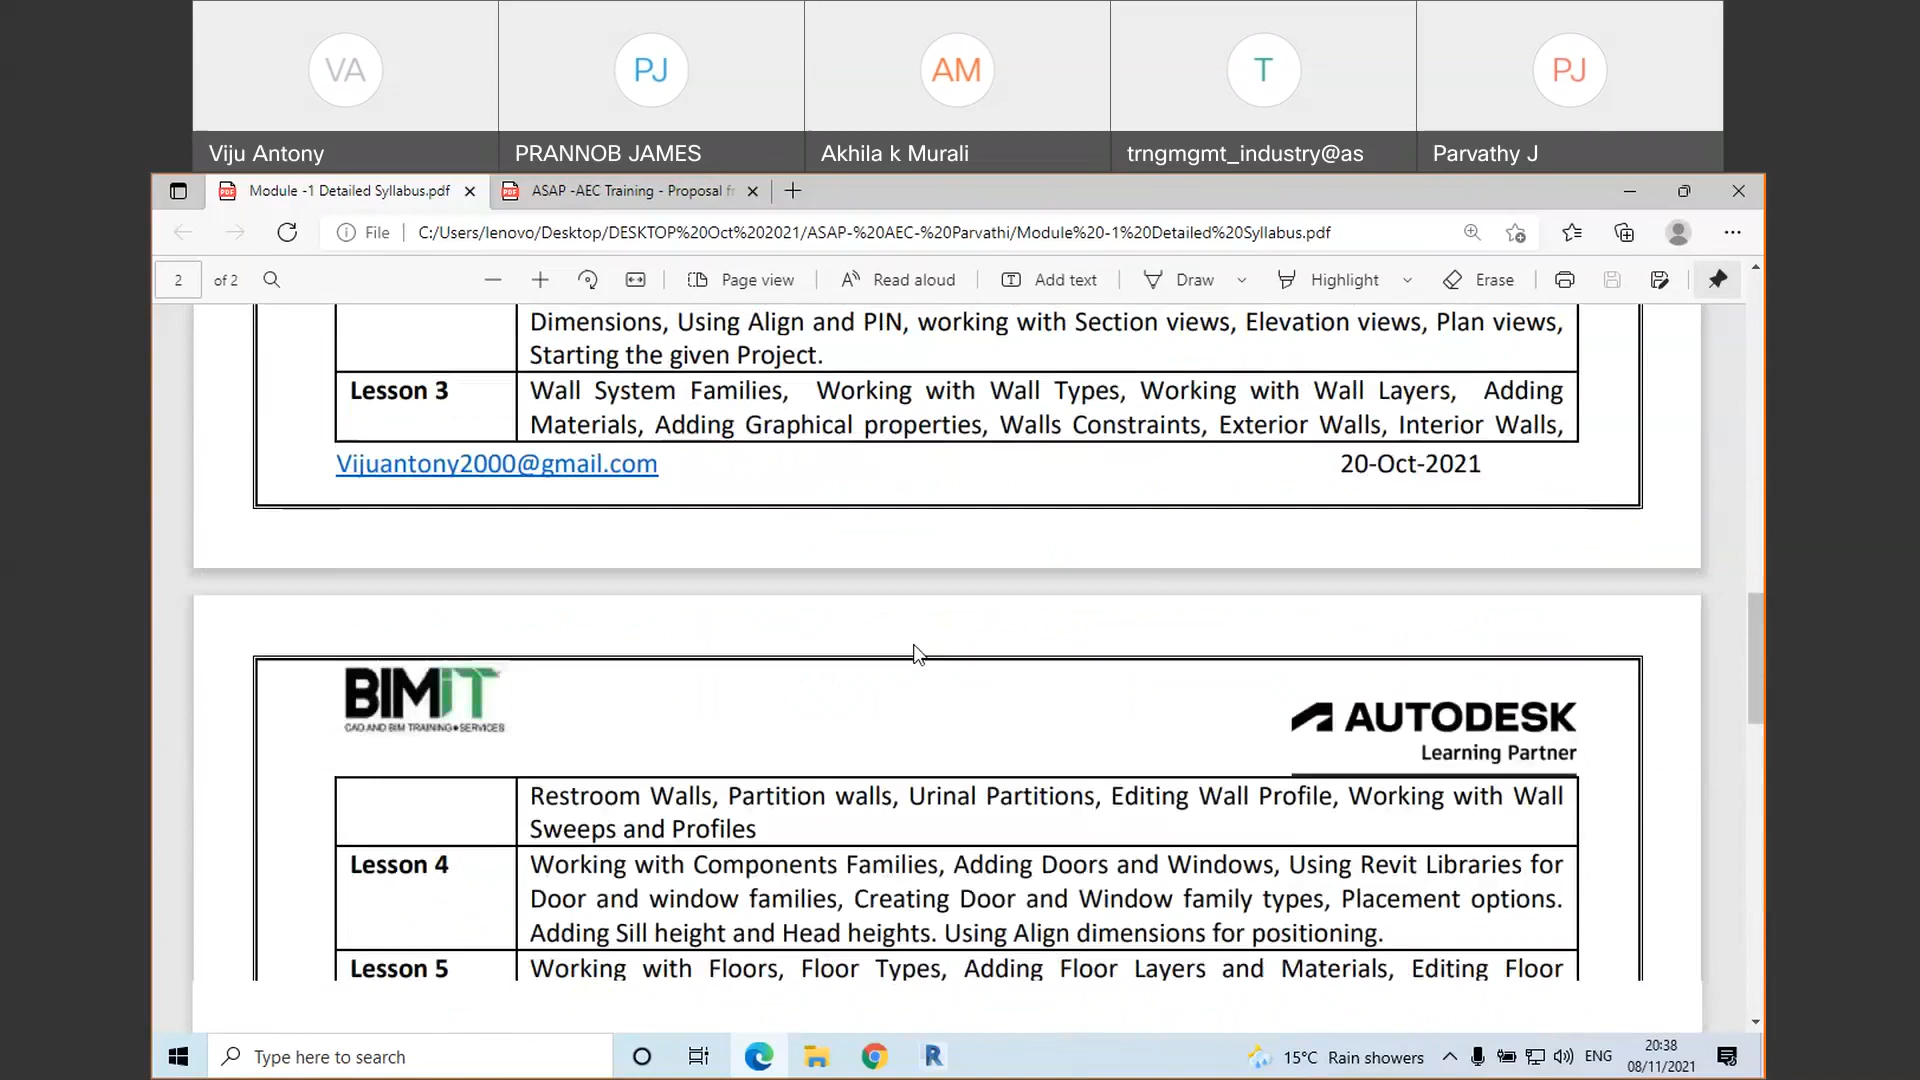 VA
PJ
AM
T
PJ
Viju Antony
PRANNOB JAMES
Akhila k Murali
trngmgmt_industry@as
Parvathy J
Module -1 Detailed Syllabus.pdf
ASAP -AEC Training - Proposal fr
File
C:/Users/lenovo/Desktop/DESKTOP%20Oct%202021/ASAP-%20AEC-%20Parvathi/Module%20-1%20Detailed%20Syllabus.pdf
2
of 2
Page view
Read aloud
Add text
Draw
Highlight
Erase
Dimensions, Using Align and PIN, working with Section views, Elevation views, Plan views,
Starting the given Project.
Lesson 3
Wall System Families, Working with Wall Types, Working with Wall Layers, Adding
Materials, Adding Graphical properties, Walls Constraints, Exterior Walls, Interior Walls,
Vijuantony2000@gmail.com
20-Oct-2021
BIMIT
CAD AND BIM TRAINING●SERVICES
AUTODESK
Learning Partner
Restroom Walls, Partition walls, Urinal Partitions, Editing Wall Profile, Working with Wall
Sweeps and Profiles
Lesson 4
Working with Components Families, Adding Doors and Windows, Using Revit Libraries for
Door and window families, Creating Door and Window family types, Placement options.
Adding Sill height and Head heights. Using Align dimensions for positioning.
Lesson 5
Working with Floors, Floor Types, Adding Floor Layers and Materials, Editing Floor
Type here to search
R
15°C Rain showers
ENG
20:38
08/11/2021